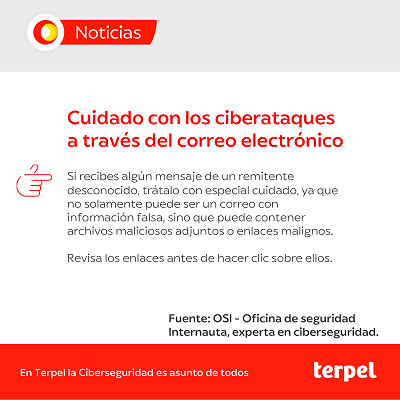 Noticias
Cuidado con los ciberataques
a través del correo electrónico
Si recibes algún mensaje de un remitente
desconocido, trátalo con especial cuidado, ya que
no solamente puede ser un correo con
información falsa, sino que puede contener
archivos maliciosos adjuntos o enlaces malignos.
Revisa los enlaces antes de hacer clic sobre ellos.
Fuente: OSI - Oficina de seguridad
Internauta, experta en ciberseguridad.
En Terpel la Ciberseguridad es asunto de todos
terpel